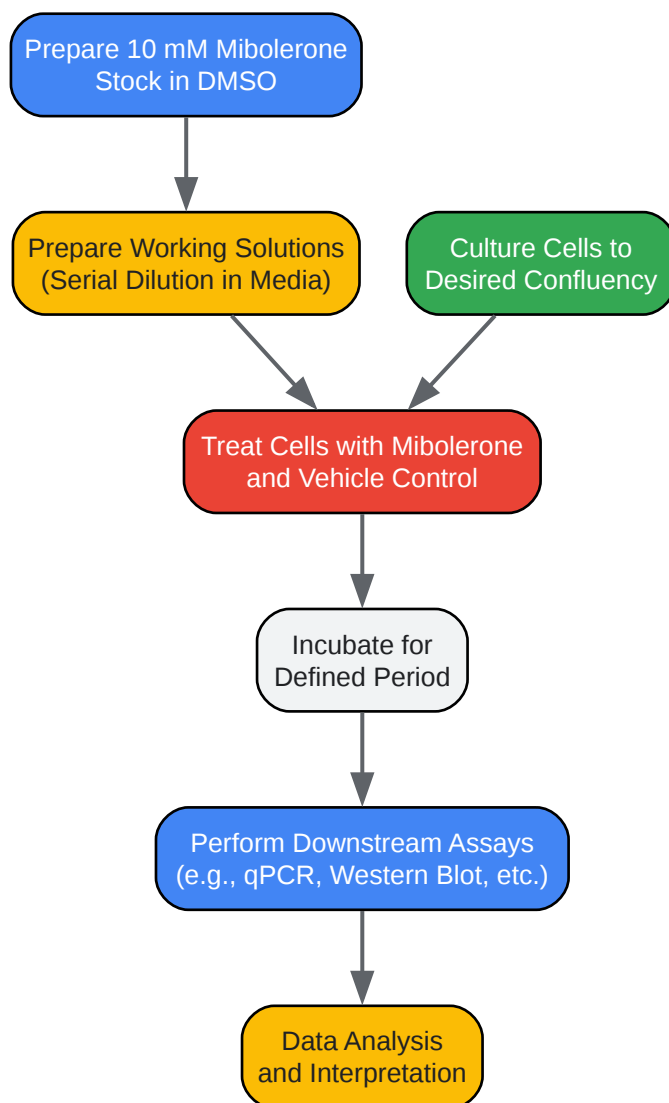 Prepare 10 mM Mibolerone
Stock in DMSO
Prepare Working Solutions
(Serial Dilution in Media)
Culture Cells to
Desired Confluency
Treat Cells with Mibolerone
and Vehicle Control
Incubate for
Defined Period
Perform Downstream Assays
(e.g., qPCR, Western Blot, etc.)
Data Analysis
and Interpretation